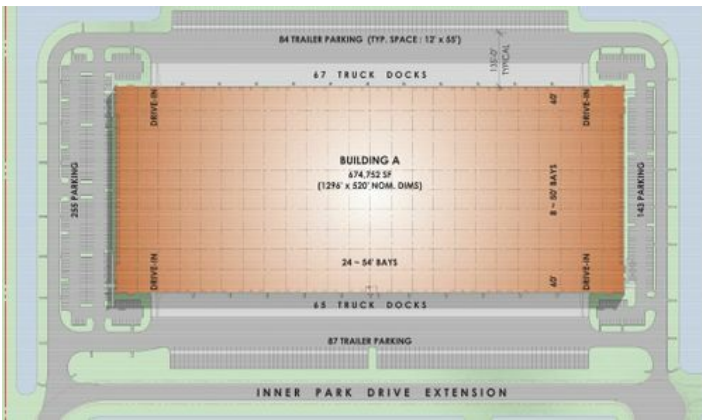 84 TRAILER PARKING (TYP. SPACE : 12' x 55')
135'-0"
TYPICAL
67 TRUCK DOCKS
DRIVE-IN
60'
DRIVE-IN
BUILDING A
674,752 SF
(1296' x 520' NOM. DIMS)
255 PARKING
8 ~ 50' BAYS
143 PARKING
24 ~ 54' BAYS
DRIVE-IN
60'
DRIVE-IN
65 TRUCK DOCKS
87 TRAILER PARKING
INNER PARK DRIVE EXTENSION